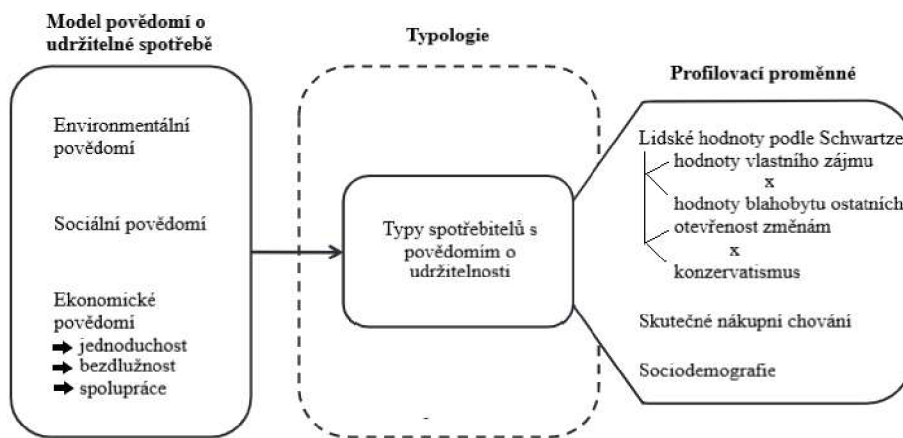 Model povědomí o
udržitelné spotřebě
Environmentální
povědomí
Sociální povědomí
Ekonomické
povědomí
jednoduchost
bezdlužnost
spolupráce
Typologie
Typy spotřebitelů s
povědomím o
udržitelnosti
Profilovací proměnné
Lidské hodnoty podle Schwartze
hodnoty vlastního zájmu
x
hodnoty blahobytu ostatních
otevřenost změnám
x
konzervatismus
Skutečné nákupni chování
Sociodemografie